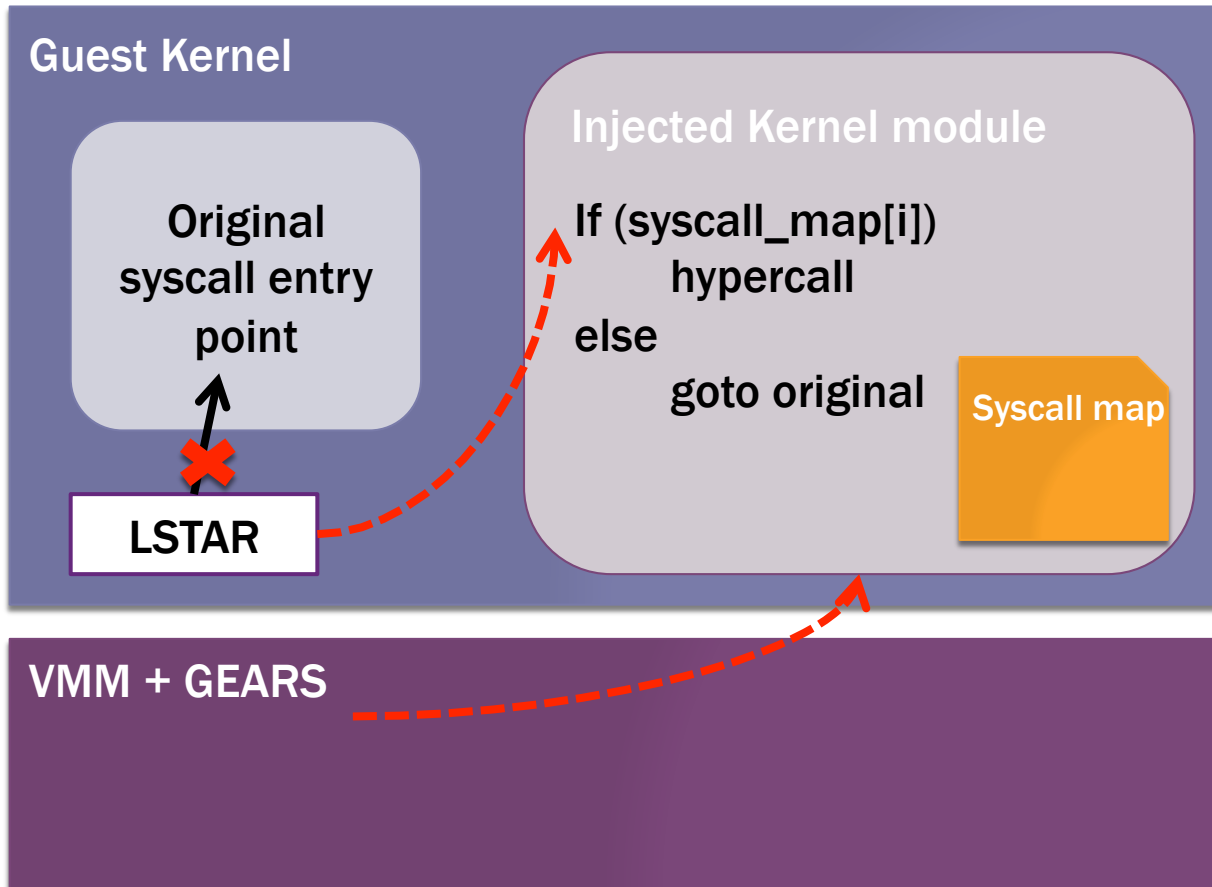 Guest Kernel
Original
syscall entry
point
LSTAR
Injected Kernel module
If (syscall_map[i])
hypercall
else
goto original
Syscall map
VMM + GEARS